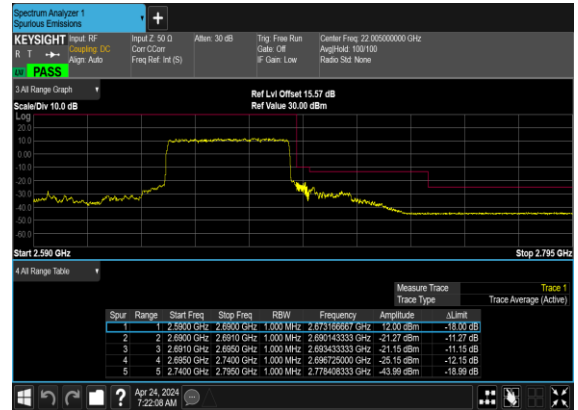 Spectrum Analyzer 1
Spurious Emissions
+
KEYSIGHT Input: RF Input Z: 50 Ω Atten: 30 dB Trig: Free Run Center Freq: 22.005000000 GHz
R T Coupling: DC Corr CCorr Gate: Off Avg|Hold: 100/100
Align: Auto Freq Ref: Int (S) IF Gain: Low Radio Std: None
PASS
3 All Range Graph
Ref Lvl Offset 15.57 dB
Scale/Div 10.0 dB Ref Value 30.00 dBm
Log
20.0
10.0
0.00
-10.0
-20.0
-30.0
-40.0
-50.0
-60.0
Start 2.590 GHz Stop 2.795 GHz
4 All Range Table
Measure Trace Trace 1
Trace Type Trace Average (Active)
Spur Range Start Freq Stop Freq RBW Frequency Amplitude ΔLimit
1 1 2.5900 GHz 2.6900 GHz 1.000 MHz 2.673166667 GHz 12.00 dBm -18.00 dB
2 2 2.6900 GHz 2.6910 GHz 1.000 MHz 2.690143333 GHz -21.27 dBm -11.27 dB
3 3 2.6910 GHz 2.6950 GHz 1.000 MHz 2.693433333 GHz -21.15 dBm -11.15 dB
4 4 2.6950 GHz 2.7400 GHz 1.000 MHz 2.696725000 GHz -25.15 dBm -12.15 dB
5 5 2.7400 GHz 2.7950 GHz 1.000 MHz 2.778408333 GHz -43.99 dBm -18.99 dB
?
Apr 24, 2024
7:22:08 AM